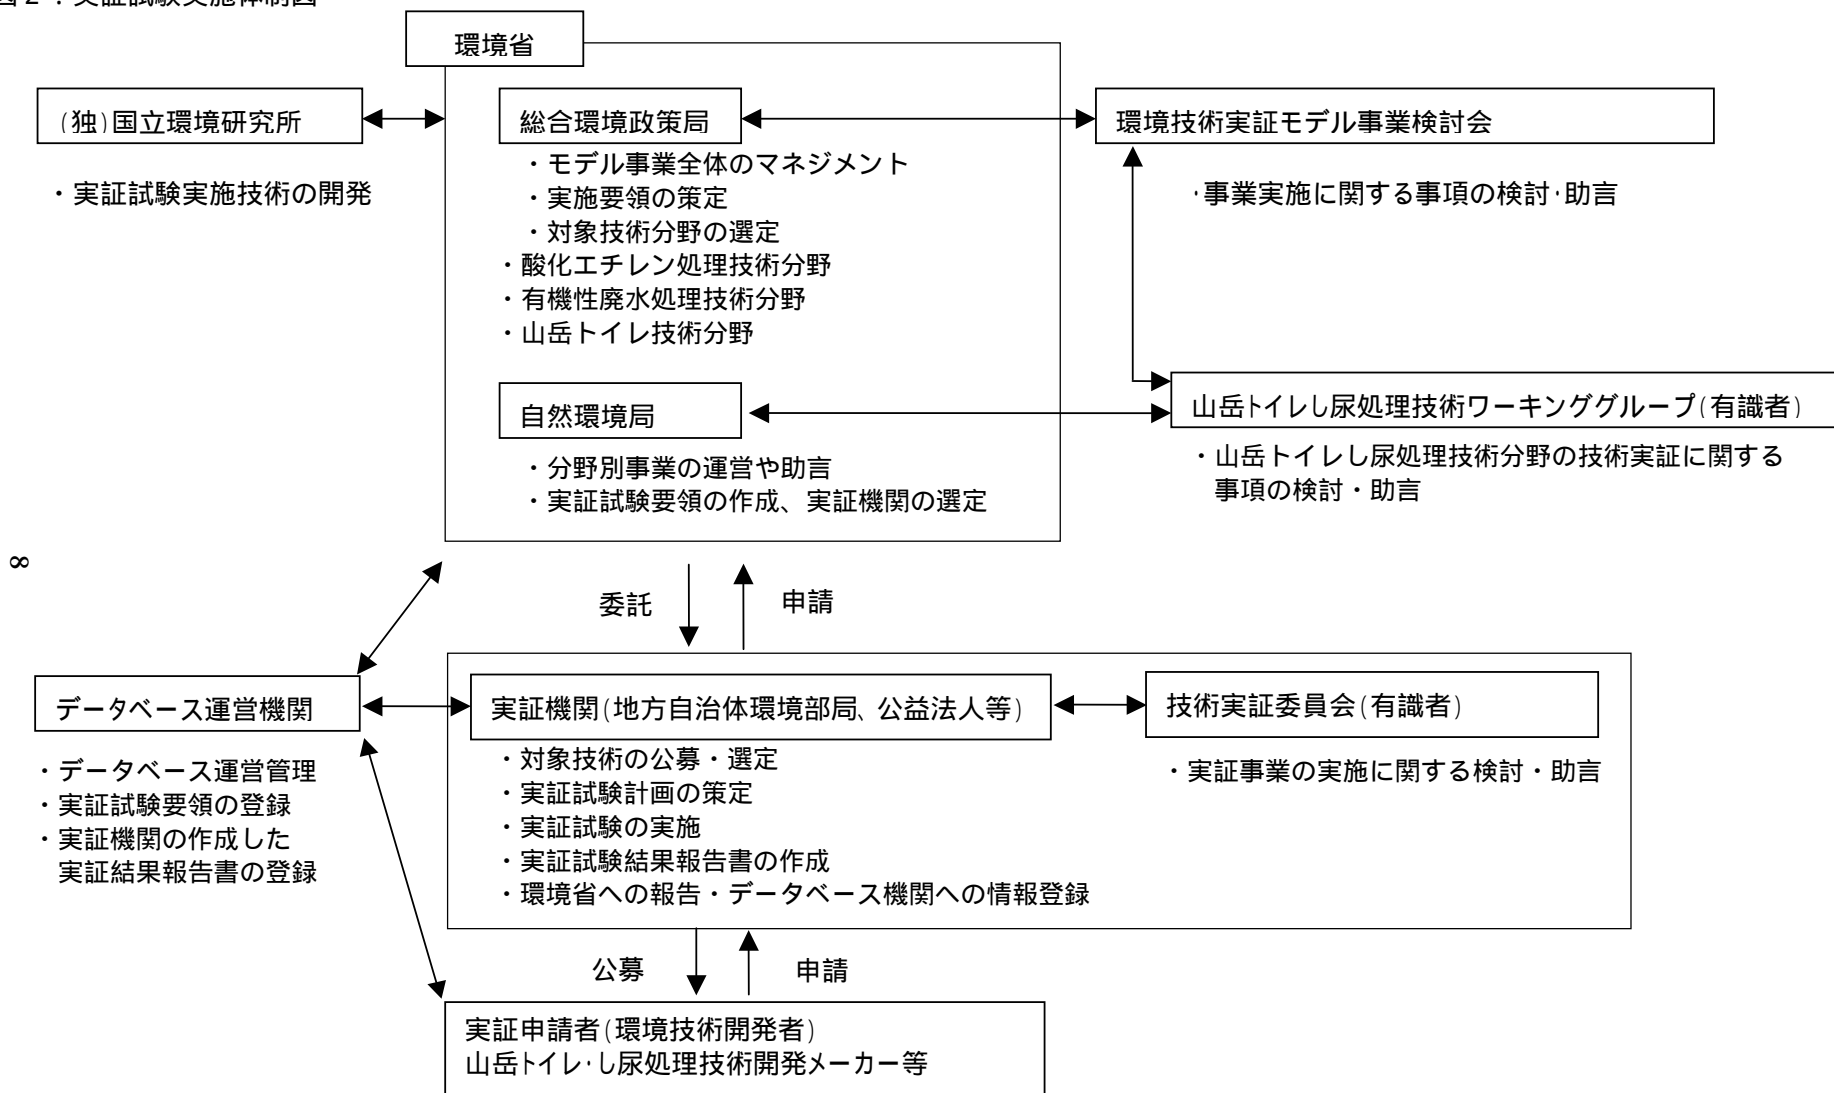 図2：実証試験実施体制図
環境省
(独)国立環境研究所
・実証試験実施技術の開発
総合環境政策局
・モデル事業全体のマネジメント
・実施要領の策定
・対象技術分野の選定
・酸化エチレン処理技術分野
・有機性廃水処理技術分野
・山岳トイレ技術分野
環境技術実証モデル事業検討会
・事業実施に関する事項の検討・助言
自然環境局
・分野別事業の運営や助言
・実証試験要領の作成、実証機関の選定
山岳トイレし尿処理技術ワーキンググループ(有識者)
・山岳トイレし尿処理技術分野の技術実証に関する
事項の検討・助言
8
委託
申請
データベース運営機関
・データベース運営管理
・実証試験要領の登録
・実証機関の作成した
実証結果報告書の登録
実証機関(地方自治体環境部局、公益法人等)
・対象技術の公募・選定
・実証試験計画の策定
・実証試験の実施
・実証試験結果報告書の作成
・環境省への報告・データベース機関への情報登録
技術実証委員会(有識者)
・実証事業の実施に関する検討・助言
公募
申請
実証申請者(環境技術開発者)
山岳トイレ・し尿処理技術開発メーカー等